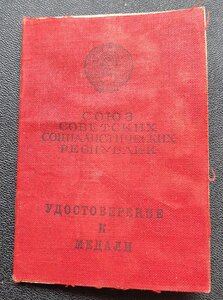 СОЮЗ
СОВЕТСКИХ
СОЦИАЛИСТИЧЕСКИХ
РЕСПУБЛИК
УДОСТОВЕРЕНИЕ
К
МЕДАЛИ